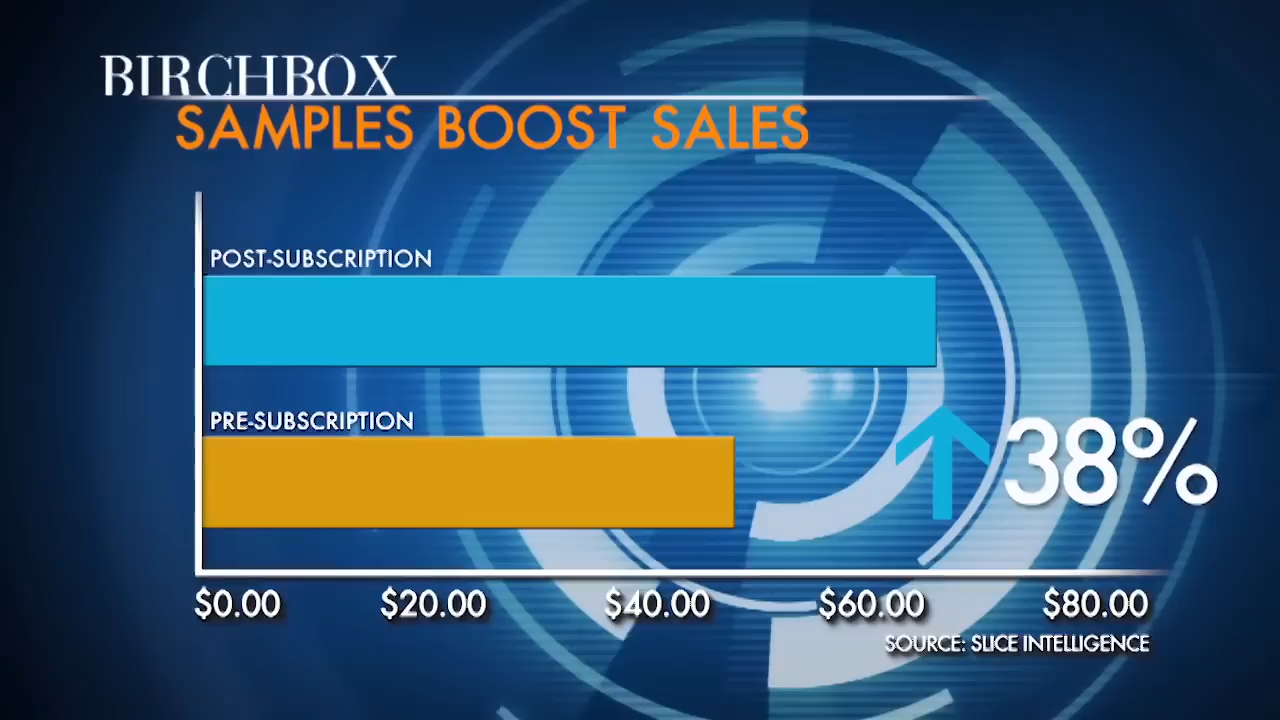 BIRCHBOX
SAMPLES BOOST SALES
POST-SUBSCRIPTION
PRE-SUBSCRIPTION
38%
$0.00 $20.00 $40.00 $60.00 $80.00
SOURCE: SLICE INTELLIGENCE